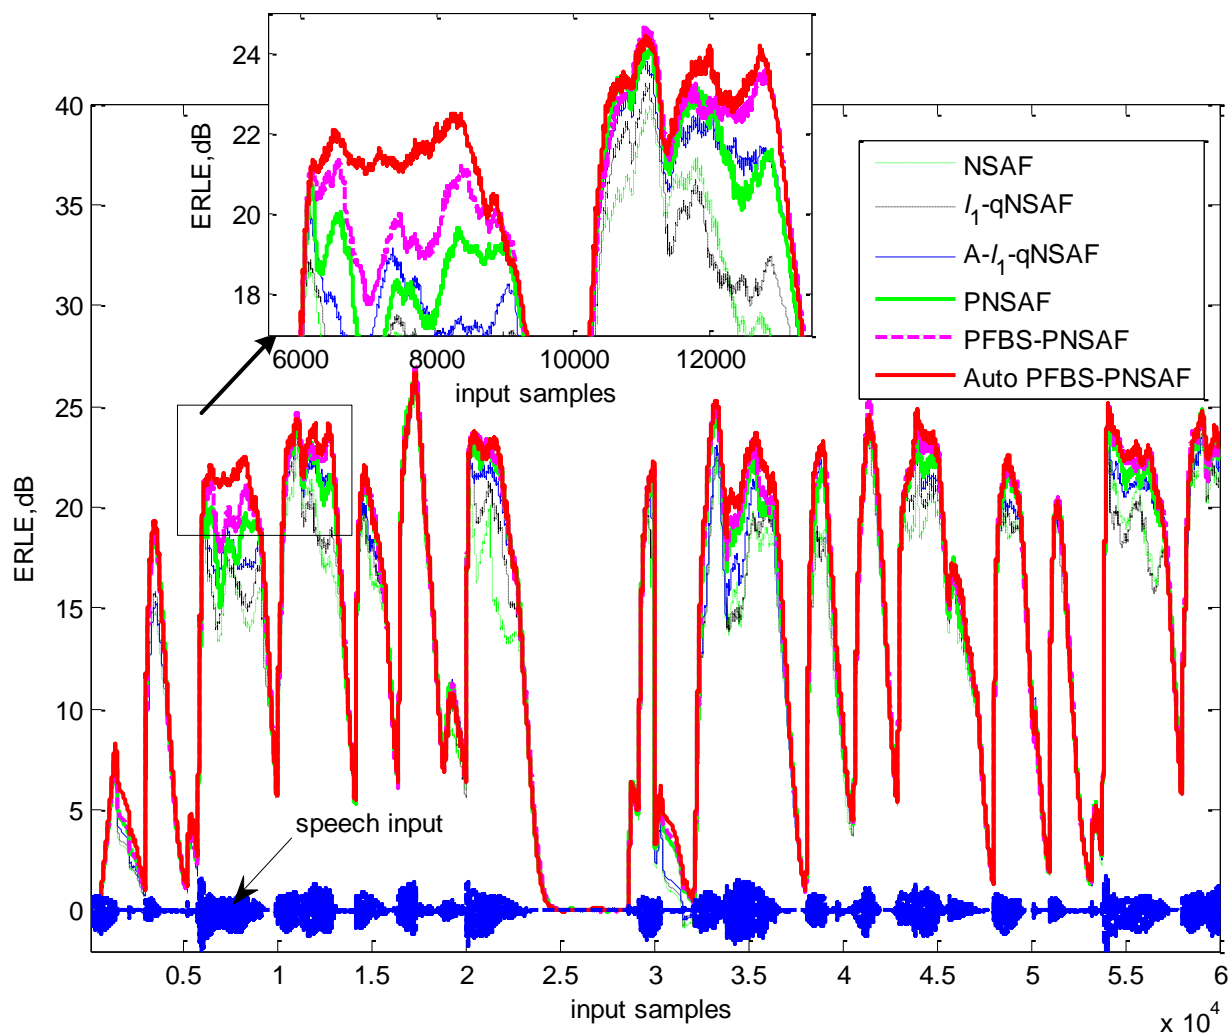 24
22
20
18
ERLE,dB
6000 8000 10000 12000
input samples
40
35
30
25
20
15
10
5
0
ERLE,dB
NSAF
l1-qNSAF
A-l1-qNSAF
PNSAF
PFBS-PNSAF
Auto PFBS-PNSAF
speech input
0.5 1 1.5 2 2.5 3 3.5 4 4.5 5 5.5 6
input samples
x 10^4